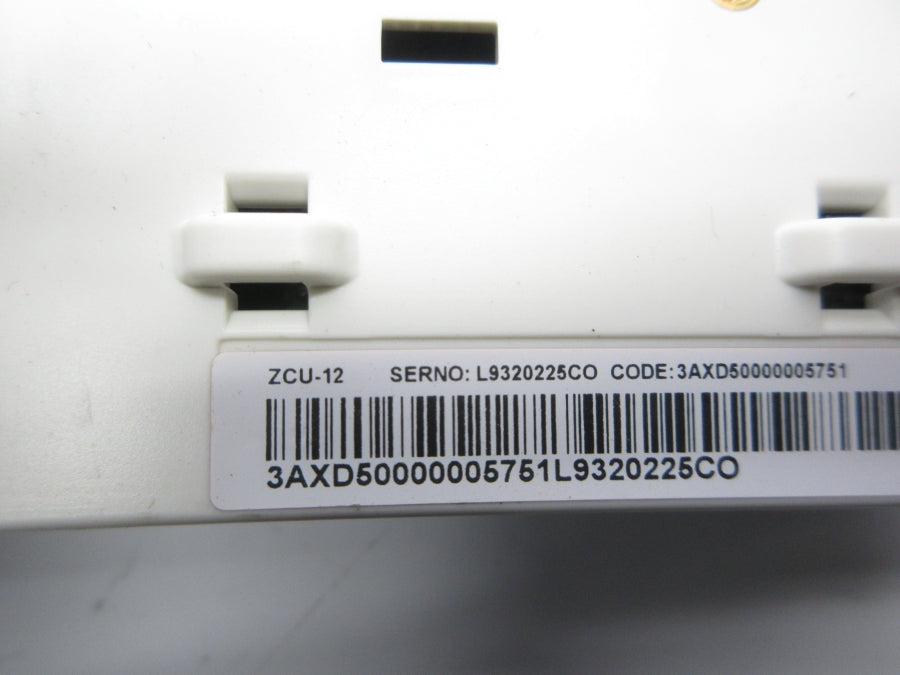 ZCU-12 SERNO: L9320225CO CODE:3AXD50000005751
3AXD50000005751L9320225CO